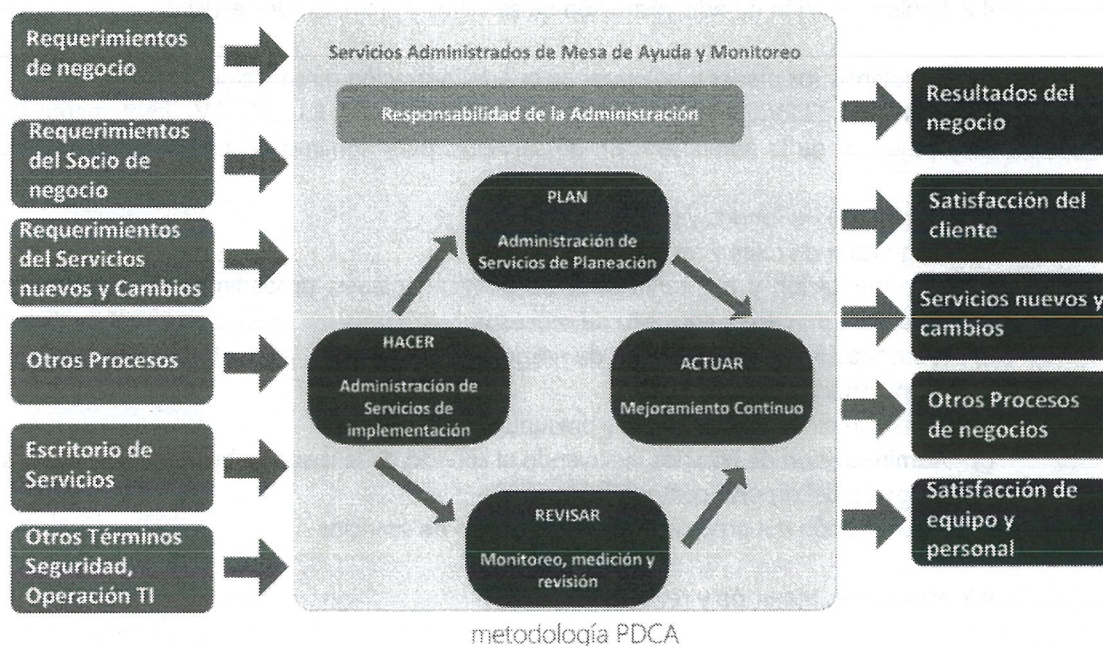 Requerimientos
de negocio
Requerimientos
del Socio de
negocio
Requerimientos
del Servicios
nuevos y Cambios
Otros Procesos
Escritorio de
Servicios
Otros Términos
Seguridad,
Operación TI
Servicios Administrados de Mesa de Ayuda y Monitoreo
Responsabilidad de la Administración
PLAN
Administración de
Servicios de Planeación
HACER
Administración de
Servicios de
implementación
ACTUAR
Mejoramiento Contínuo
REVISAR
Monitoreo, medición y
revisión
Resultados del
negocio
Satisfacción del
cliente
Servicios nuevos y
cambios
Otros Procesos
de negocios
Satisfacción de
equipo y
personal
metodología PDCA